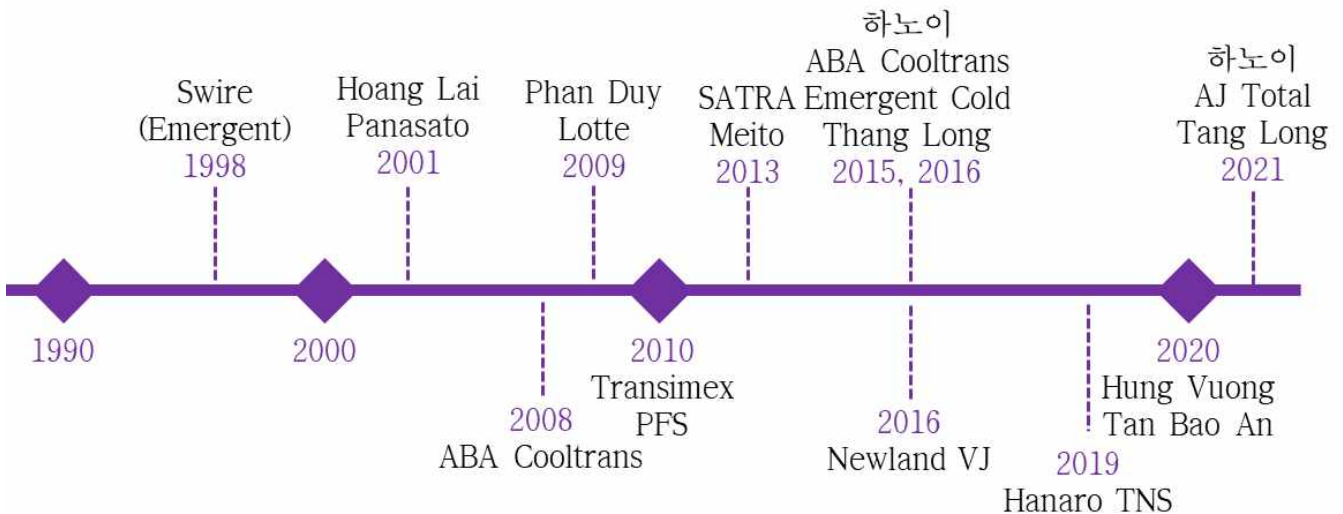 Swire
(Emergent)
1998
Hoang Lai
Panasato
2001
Phan Duy
Lotte
2009
SATRA
Meito
2013
하노이
ABA Cooltrans
Emergent Cold
Thang Long
2015, 2016
하노이
AJ Total
Tang Long
2021
1990
2000
2008
ABA Cooltrans
2010
Transimex
PFS
2016
Newland VJ
2019
Hanaro TNS
2020
Hung Vuong
Tan Bao An